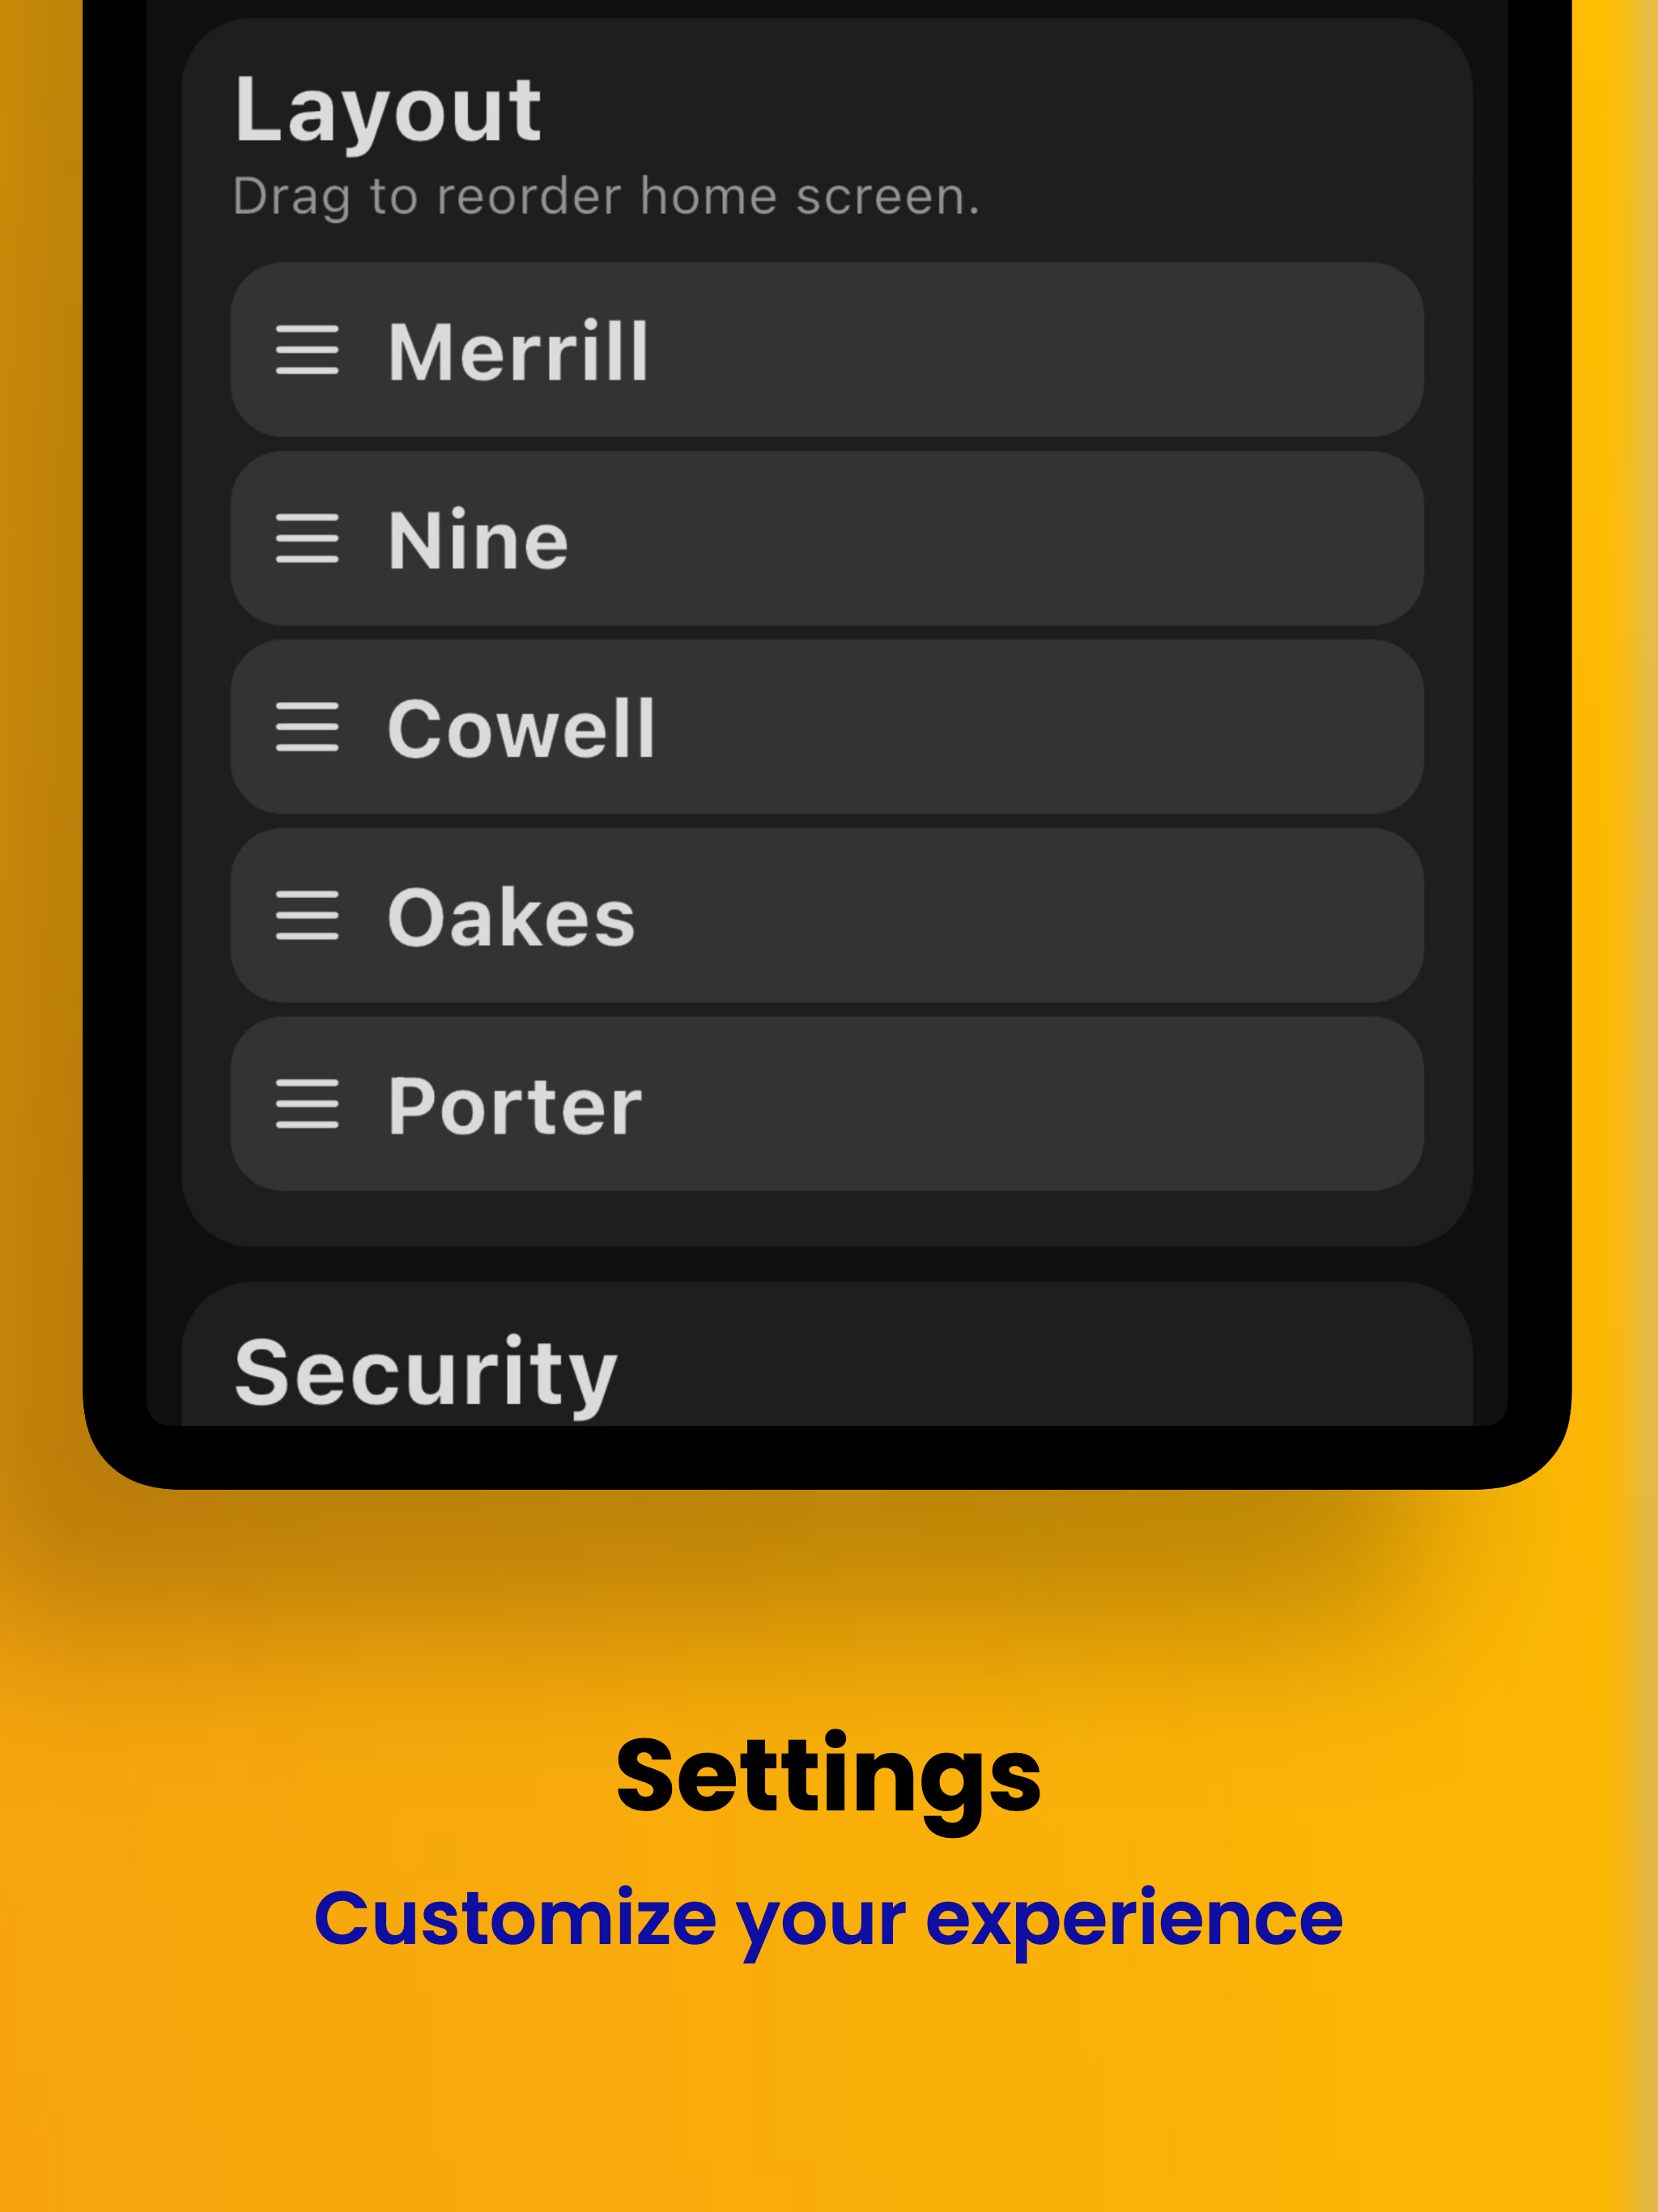 Layout
Drag to reorder home screen.
Merrill
Nine
Cowell
Oakes
Porter
Security
Settings
Customize your experience